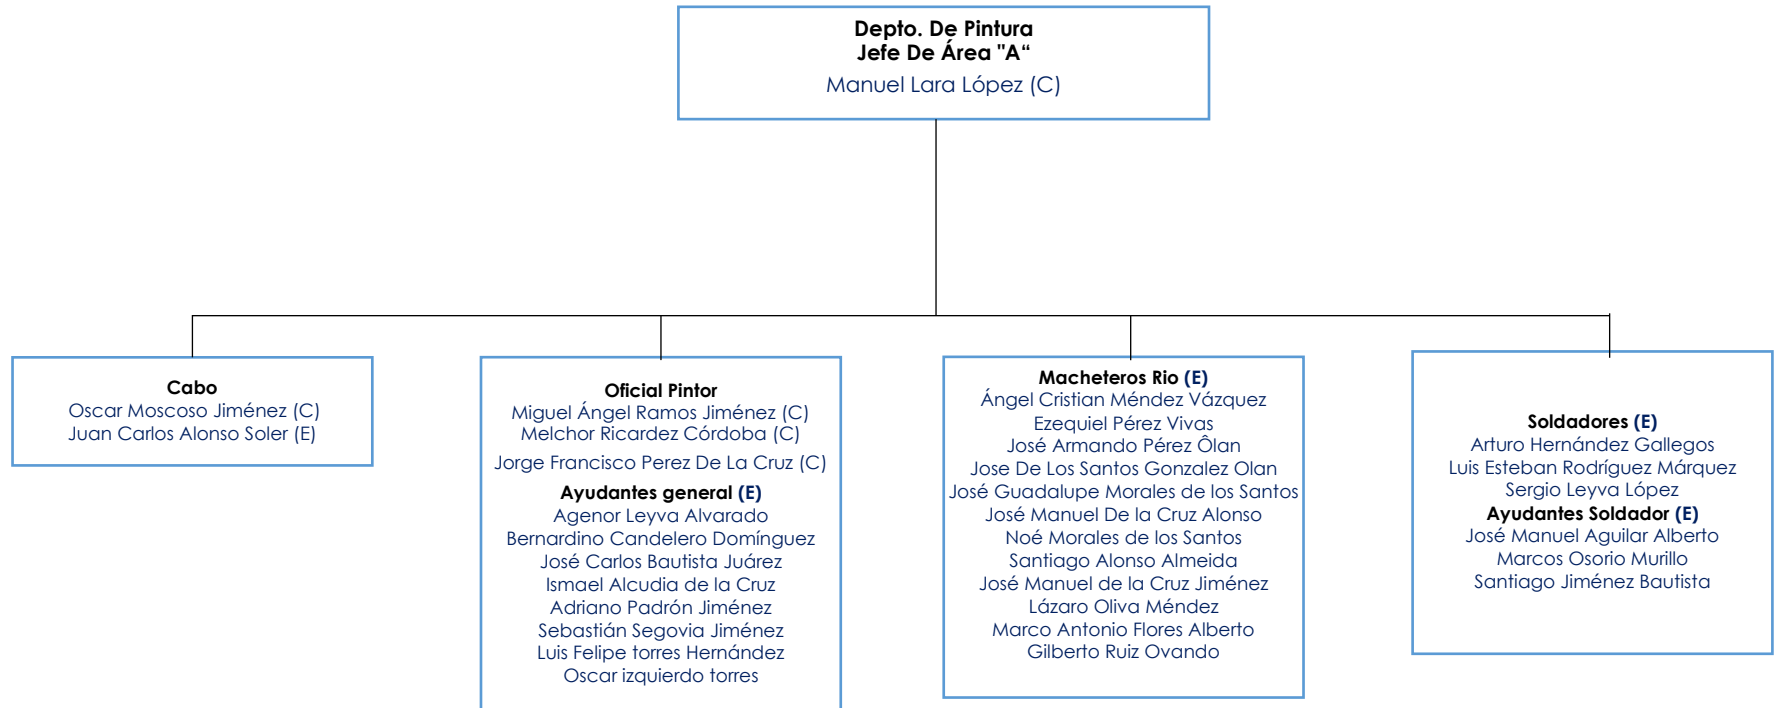 Depto. De Pintura
Jefe De Área "A“
Manuel Lara López (C)
Cabo
Oscar Moscoso Jiménez (C)
Juan Carlos Alonso Soler (E)
Oficial Pintor
Miguel Ángel Ramos Jiménez (C)
Melchor Ricardez Córdoba (C)
Jorge Francisco Perez De La Cruz (C)
Ayudantes general (E)
Agenor Leyva Alvarado
Bernardino Candelero Domínguez
José Carlos Bautista Juárez
Ismael Alcudia de la Cruz
Adriano Padrón Jiménez
Sebastián Segovia Jiménez
Luis Felipe torres Hernández
Oscar izquierdo torres
Macheteros Rio (E)
Ángel Cristian Méndez Vázquez
Ezequiel Pérez Vivas
José Armando Pérez Ôlan
Jose De Los Santos Gonzalez Olan
José Guadalupe Morales de los Santos
José Manuel De la Cruz Alonso
Noé Morales de los Santos
Santiago Alonso Almeida
José Manuel de la Cruz Jiménez
Lázaro Oliva Méndez
Marco Antonio Flores Alberto
Gilberto Ruiz Ovando
Soldadores (E)
Arturo Hernández Gallegos
Luis Esteban Rodríguez Márquez
Sergio Leyva López
Ayudantes Soldador (E)
José Manuel Aguilar Alberto
Marcos Osorio Murillo
Santiago Jiménez Bautista